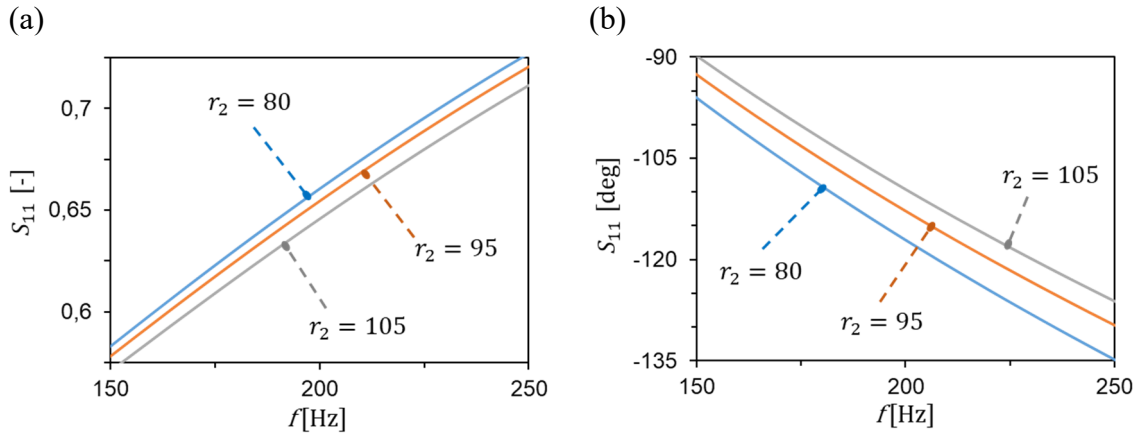 (a)
0,7
0,65
0,6
S₁₁ [-]
r₂ = 80
r₂ = 95
r₂ = 105
150
200
250
f[Hz]
(b)
-90
-105
-120
-135
S₁₁ [deg]
r₂ = 105
r₂ = 80
r₂ = 95
150
200
250
f[Hz]